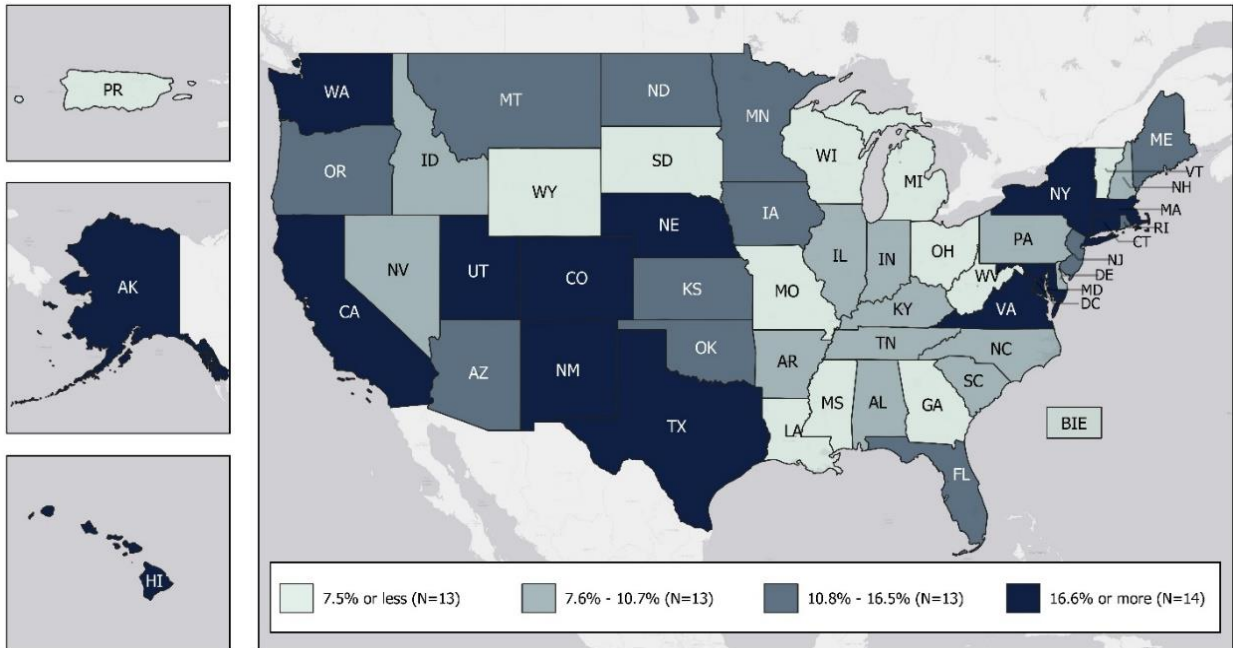 PR
AK
HI
WA
MT
ND
MN
ME
OR
ID
SD
WI
MI
VT
NH
WY
NY
MA
RI
CT
NE
IA
PA
NJ
NV
UT
CO
IL
IN
OH
WV
DE
MD
DC
CA
KS
MO
KY
VA
AZ
NM
OK
AR
TN
NC
SC
TX
LA
MS
AL
GA
BIE
FL
7.5% or less (N=13)
7.6% - 10.7% (N=13)
10.8% - 16.5% (N=13)
16.6% or more (N=14)